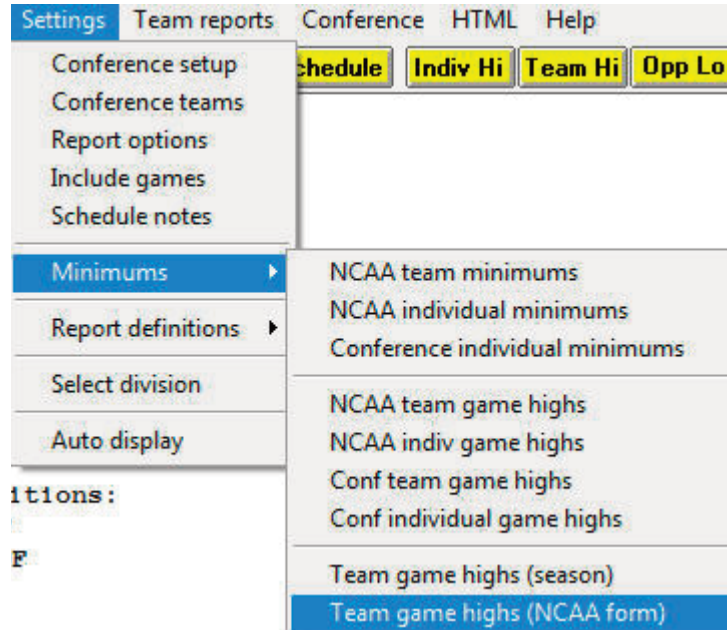 Settings Team reports Conference HTML Help
Conference setup
chedule Indiv Hi Team Hi Opp Lo
Conference teams
Report options
Include games
Schedule notes
Minimums
NCAA team minimums
NCAA individual minimums
Conference individual minimums
Report definitions
Select division
NCAA team game highs
Auto display
NCAA indiv game highs
Conf team game highs
Conf individual game highs
itions:
F
Team game highs (season)
Team game highs (NCAA form)